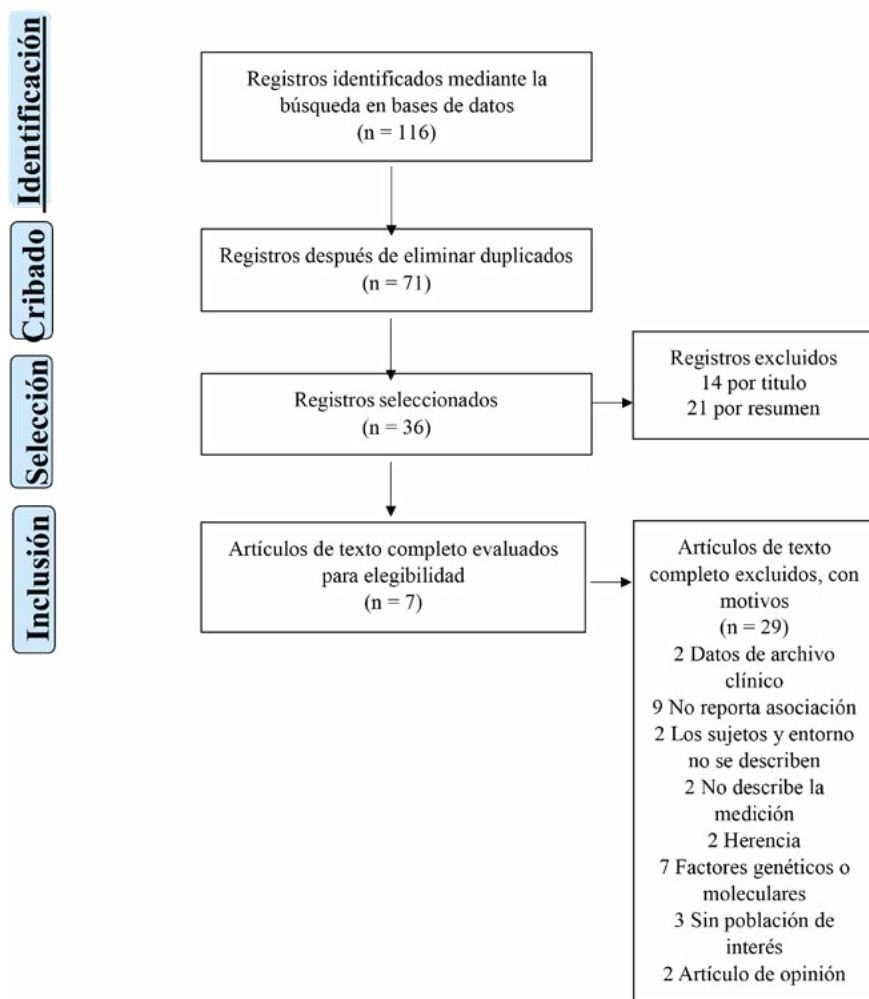 Identificación
Registros identificados mediante la
búsqueda en bases de datos
(n = 116)
Cribado
Registros después de eliminar duplicados
(n = 71)
Selección
Registros seleccionados
(n = 36)
Registros excluidos
14 por titulo
21 por resumen
Inclusión
Artículos de texto completo evaluados
para elegibilidad
(n = 7)
Artículos de texto
completo excluidos, con
motivos
(n = 29)
2 Datos de archivo
clínico
9 No reporta asociación
2 Los sujetos y entorno
no se describen
2 No describe la
medición
2 Herencia
7 Factores genéticos o
moleculares
3 Sin población de
interés
2 Artículo de opinión